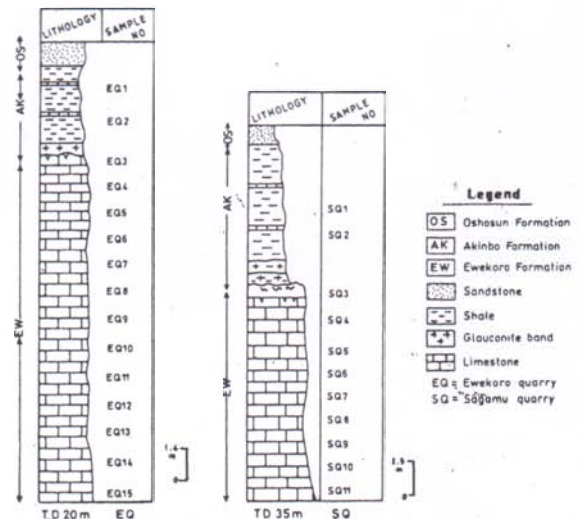 LITHOLOGY
SAMPLE NO
OS
AK
EW
EQ1
EQ2
EQ3
EQ4
EQ5
EQ6
EQ7
EQ8
EQ9
EQ10
EQ11
EQ12
EQ13
EQ14
EQ15
T.D 20m EQ
0
LITHOLOGY
SAMPLE NO
OS
AK
EW
SQ1
SQ2
SQ3
SQ4
SQ5
SQ6
SQ7
SQ8
SQ9
SQ10
SQ11
TD 35m SQ
0
Legend
OS Oshosun Formation
AK Akinbo Formation
EW Ewekoro Formation
Sandstone
Shale
Glauconite band
Limestone
EQ = Ewekoro quarry
SQ = Sagamu quarry